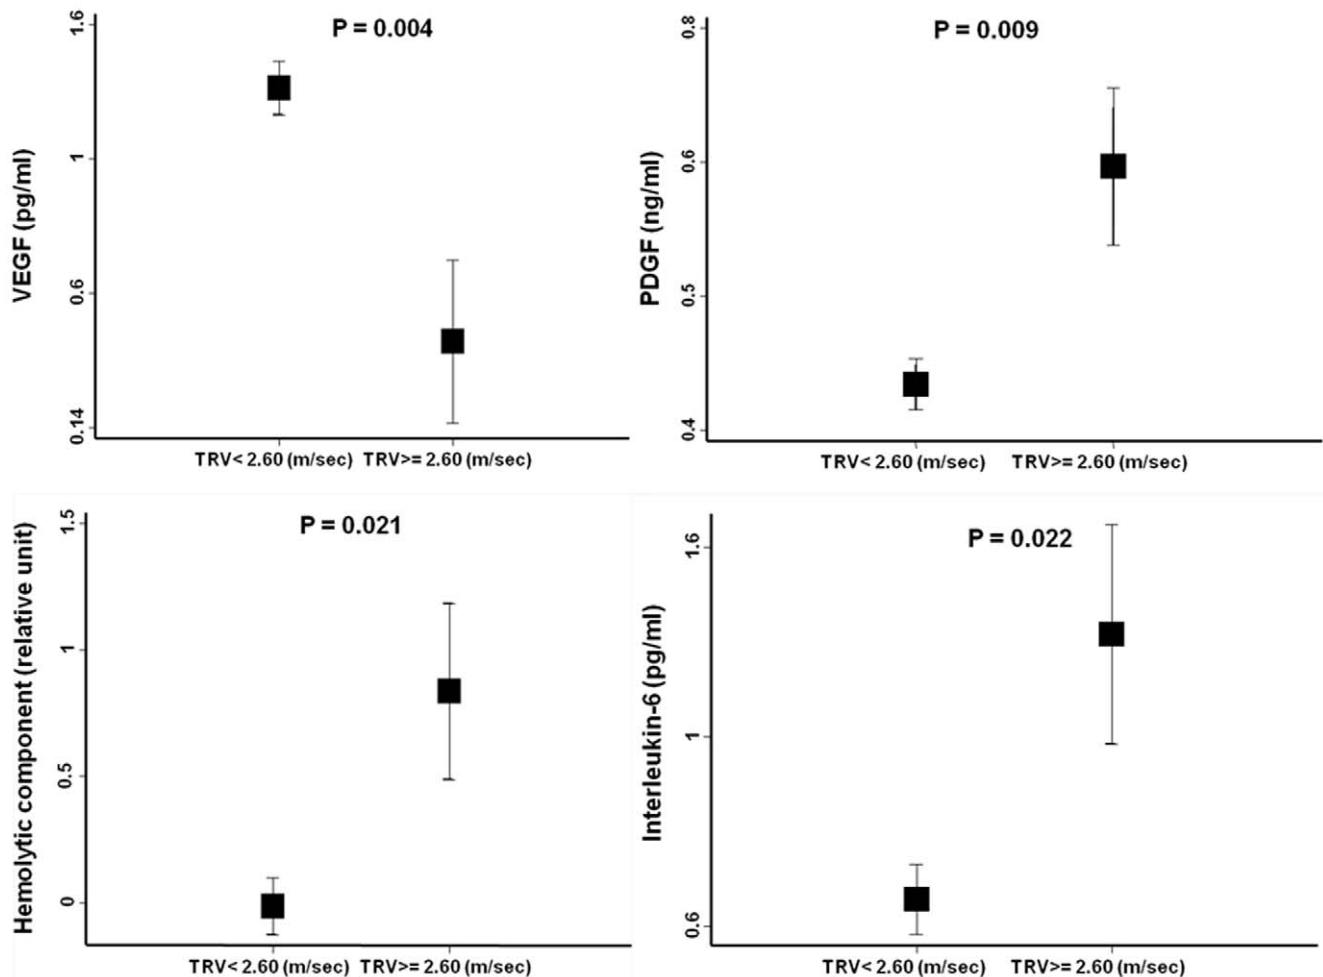 P = 0.004
VEGF (pg/ml)
1.6
1
0.6
0.14
TRV< 2.60 (m/sec) TRV>= 2.60 (m/sec)
P = 0.009
PDGF (ng/ml)
0.8
0.6
0.5
0.4
TRV< 2.60 (m/sec) TRV>= 2.60 (m/sec)
P = 0.021
Hemolytic component (relative unit)
1.5
1
0.5
0
TRV< 2.60 (m/sec) TRV>= 2.60 (m/sec)
P = 0.022
Interleukin-6 (pg/ml)
1.6
1
0.6
TRV< 2.60 (m/sec) TRV>= 2.60 (m/sec)